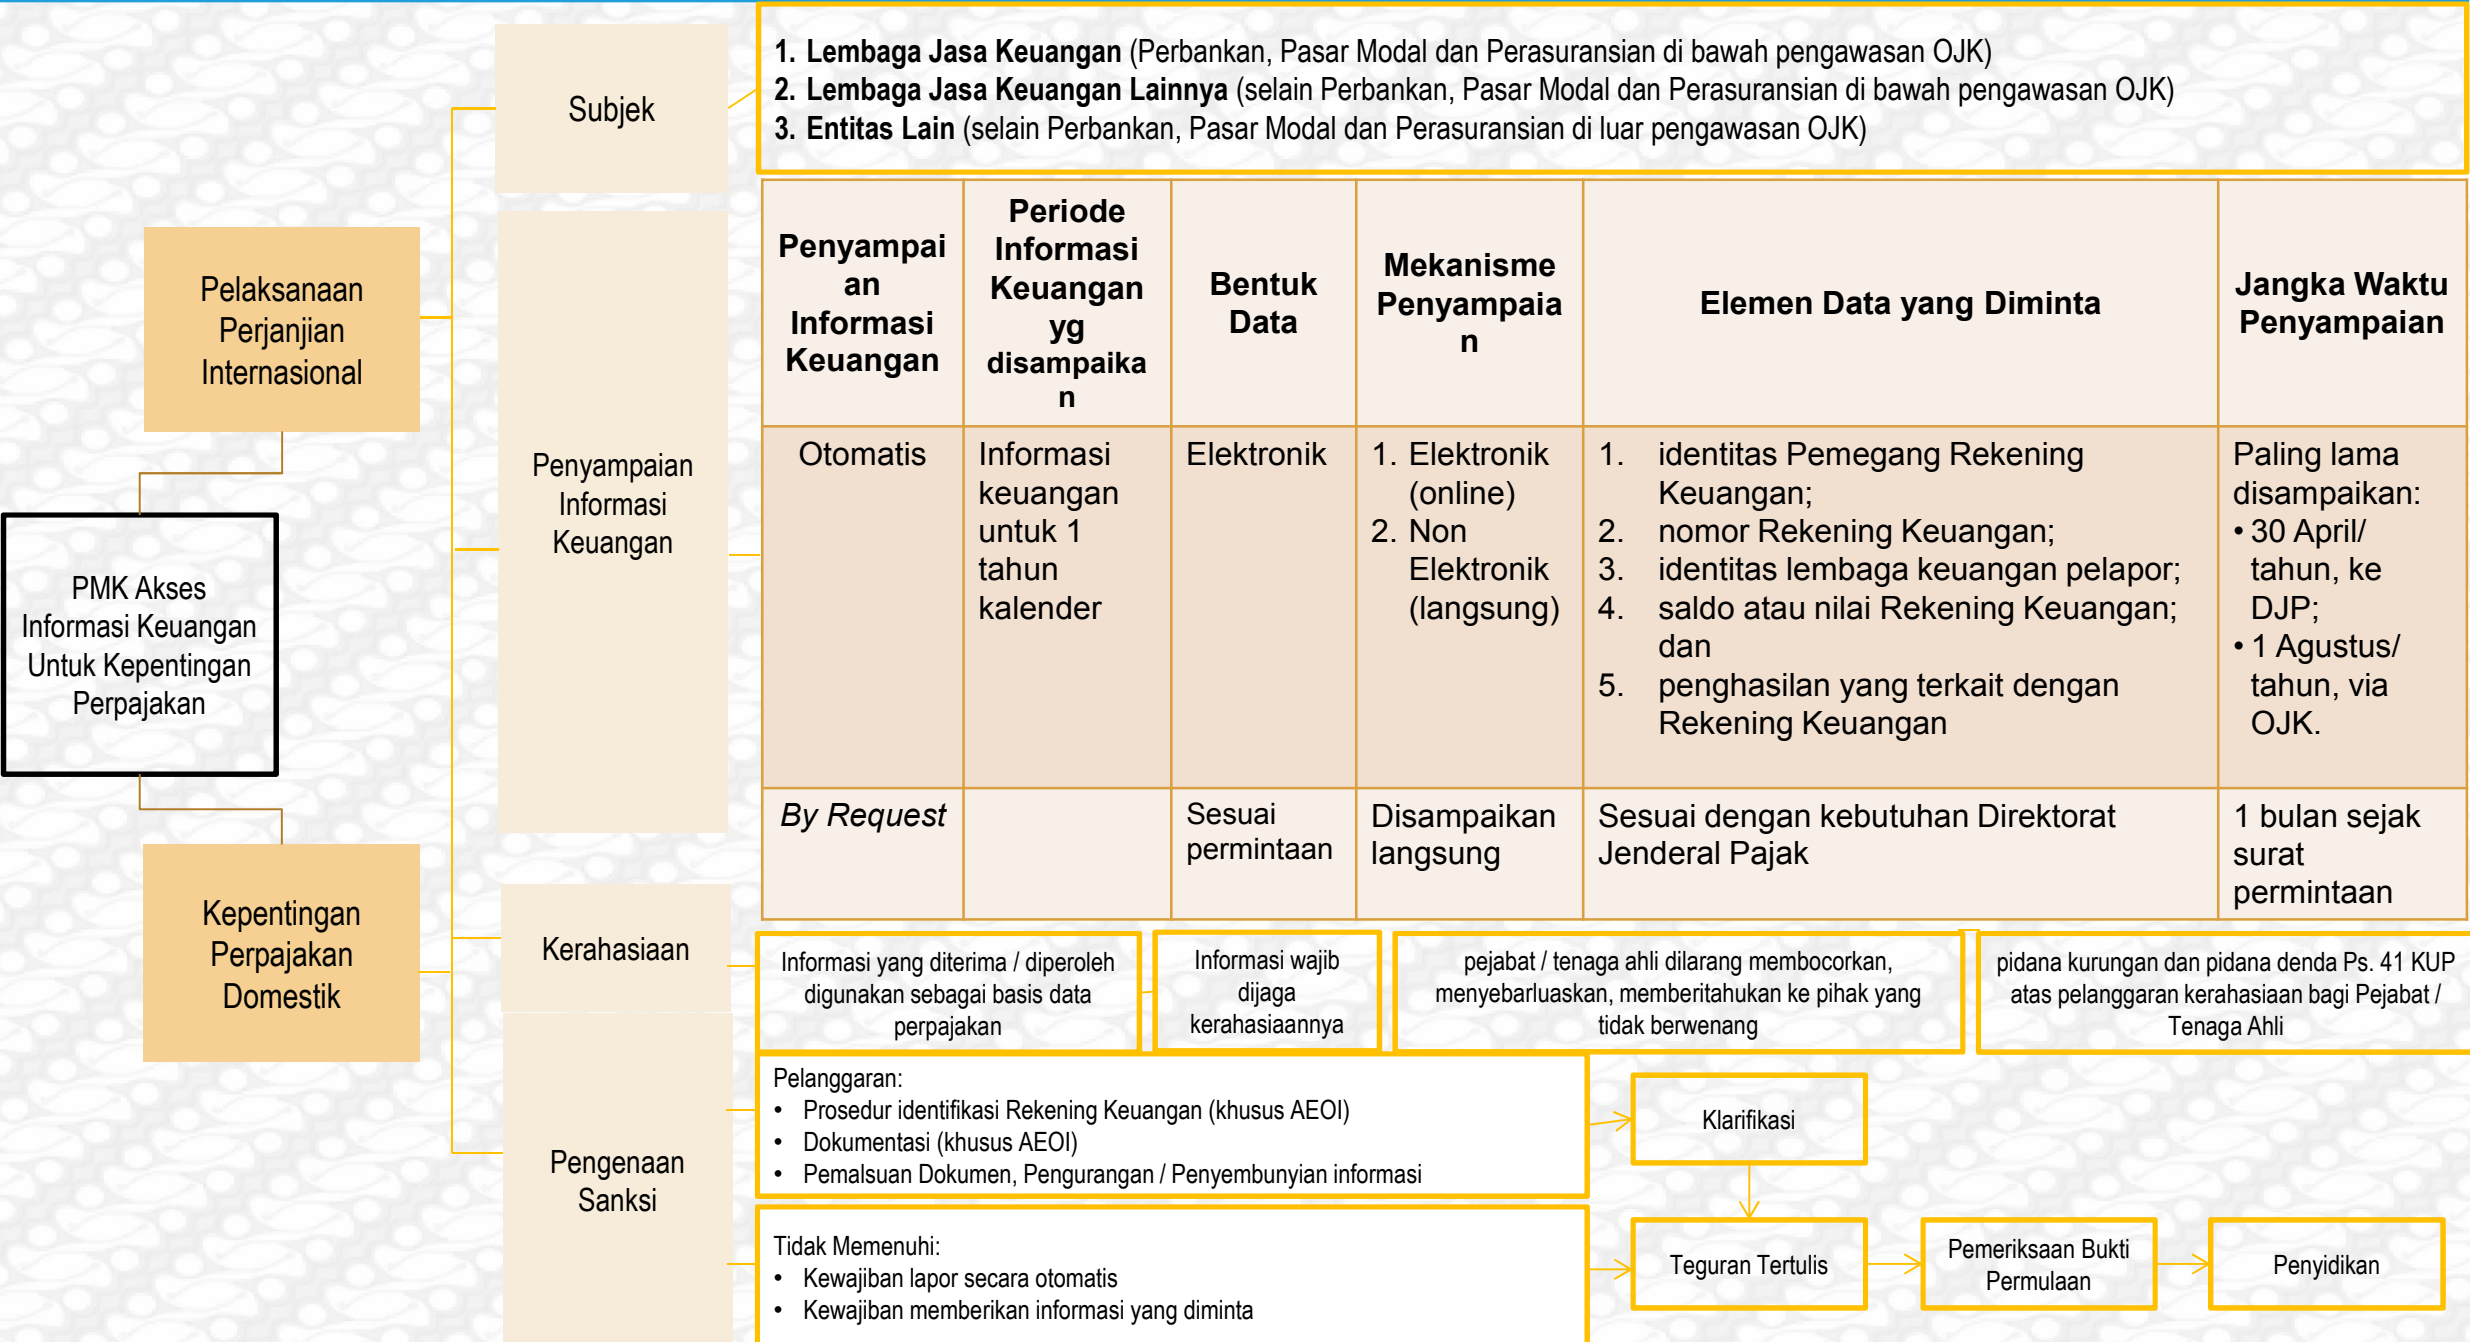 PMK Akses
Informasi Keuangan
Untuk Kepentingan
Perpajakan
Pelaksanaan
Perjanjian
Internasional
Kepentingan
Perpajakan
Domestik
Subjek
1. Lembaga Jasa Keuangan (Perbankan, Pasar Modal dan Perasuransian di bawah pengawasan OJK)
2. Lembaga Jasa Keuangan Lainnya (selain Perbankan, Pasar Modal dan Perasuransian di bawah pengawasan OJK)
3. Entitas Lain (selain Perbankan, Pasar Modal dan Perasuransian di luar pengawasan OJK)
Penyampaian
Informasi
Keuangan
Penyampai
an
Informasi
Keuangan
Periode
Informasi
Keuangan
yg
disampaika
n
Bentuk
Data
Mekanisme
Penyampaia
n
Elemen Data yang Diminta
Jangka Waktu
Penyampaian
Otomatis
Informasi
keuangan
untuk 1
tahun
kalender
Elektronik
1. Elektronik
(online)
2. Non
Elektronik
(langsung)
1. identitas Pemegang Rekening
Keuangan;
2. nomor Rekening Keuangan;
3. identitas lembaga keuangan pelapor;
4. saldo atau nilai Rekening Keuangan;
dan
5. penghasilan yang terkait dengan
Rekening Keuangan
Paling lama
disampaikan:
• 30 April/
tahun, ke
DJP;
• 1 Agustus/
tahun, via
OJK.
By Request
Sesuai
permintaan
Disampaikan
langsung
Sesuai dengan kebutuhan Direktorat
Jenderal Pajak
1 bulan sejak
surat
permintaan
Kerahasiaan
Informasi yang diterima / diperoleh
digunakan sebagai basis data
perpajakan
Informasi wajib
dijaga
kerahasiaannya
pejabat / tenaga ahli dilarang membocorkan,
menyebarluaskan, memberitahukan ke pihak yang
tidak berwenang
pidana kurungan dan pidana denda Ps. 41 KUP
atas pelanggaran kerahasiaan bagi Pejabat /
Tenaga Ahli
Pengenaan
Sanksi
Pelanggaran:
• Prosedur identifikasi Rekening Keuangan (khusus AEOI)
• Dokumentasi (khusus AEOI)
• Pemalsuan Dokumen, Pengurangan / Penyembunyian informasi
Klarifikasi
Tidak Memenuhi:
• Kewajiban lapor secara otomatis
• Kewajiban memberikan informasi yang diminta
Teguran Tertulis
Pemeriksaan Bukti
Permulaan
Penyidikan